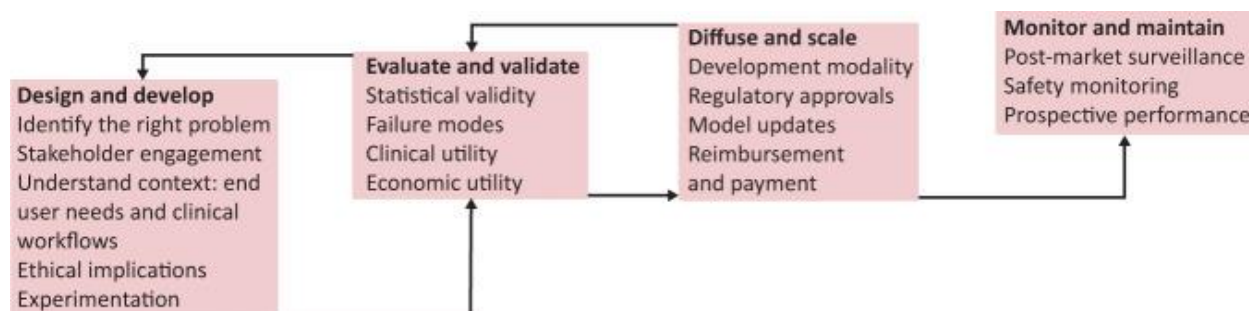 Design and develop
Identify the right problem
Stakeholder engagement
Understand context: end
user needs and clinical
workflows
Ethical implications
Experimentation
Evaluate and validate
Statistical validity
Failure modes
Clinical utility
Economic utility
Diffuse and scale
Development modality
Regulatory approvals
Model updates
Reimbursement
and payment
Monitor and maintain
Post-market surveillance
Safety monitoring
Prospective performance